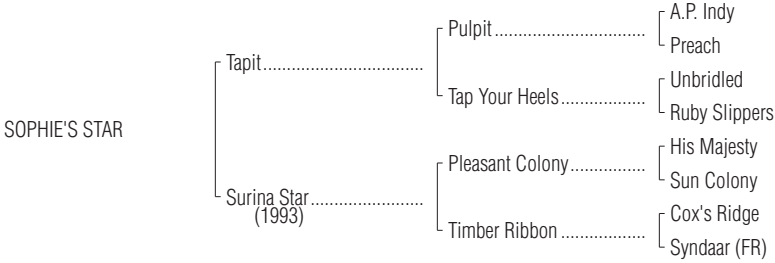 A.P. Indy
Pulpit
Preach
Tapit
Unbridled
Tap Your Heels
Ruby Slippers
SOPHIE'S STAR
His Majesty
Pleasant Colony
Sun Colony
Surina Star
(1993)
Cox's Ridge
Timber Ribbon
Syndaar (FR)